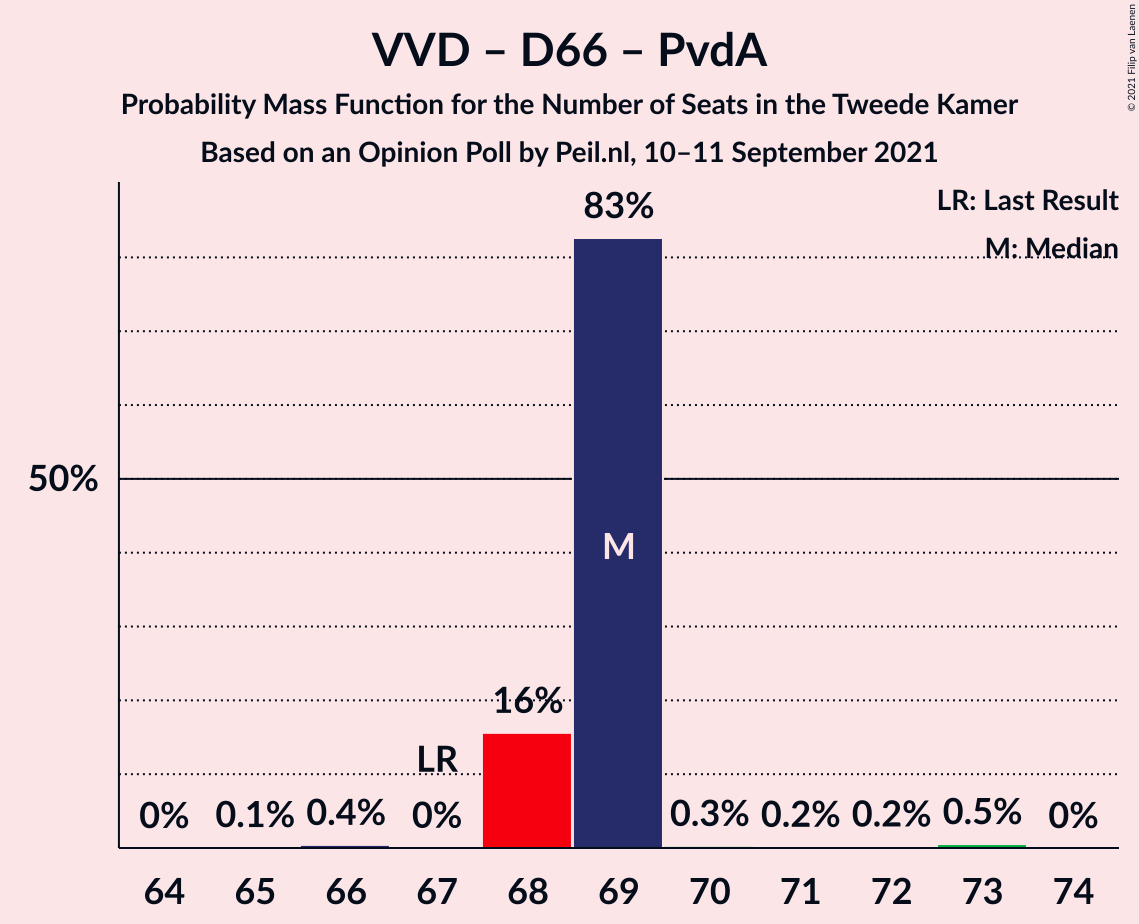 VVD – D66 – PvdA
Probability Mass Function for the Number of Seats in the Tweede Kamer
Based on an Opinion Poll by Peil.nl, 10–11 September 2021
© 2021 Filip van Laenen
LR: Last Result
M: Median
83%
50%
M
16%
LR
0% 0.1% 0.4% 0% 0.3% 0.2% 0.2% 0.5% 0%
64 65 66 67 68 69 70 71 72 73 74